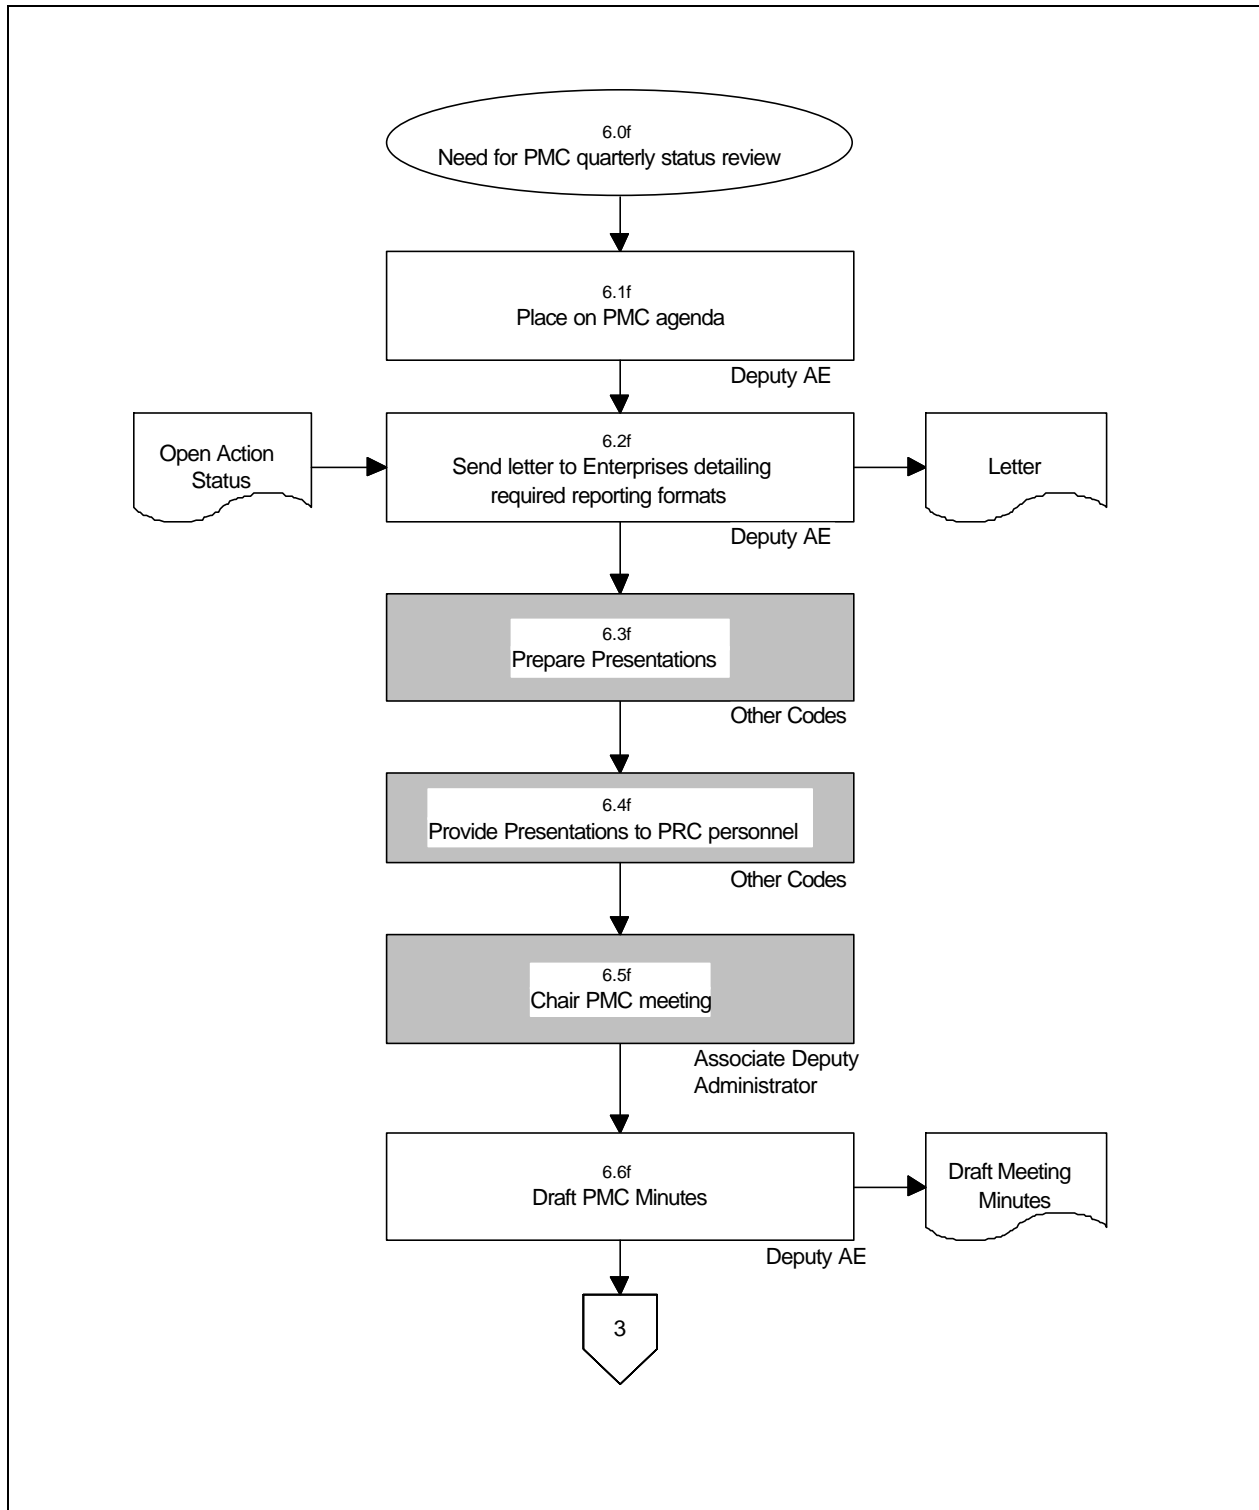 6.0f
Need for PMC quarterly status review
6.1f
Place on PMC agenda
Deputy AE
Open Action
Status
6.2f
Send letter to Enterprises detailing
required reporting formats
Letter
Deputy AE
6.3f
Prepare Presentations
Other Codes
6.4f
Provide Presentations to PRC personnel
Other Codes
6.5f
Chair PMC meeting
Associate Deputy
Administrator
6.6f
Draft PMC Minutes
Draft Meeting
Minutes
Deputy AE
3